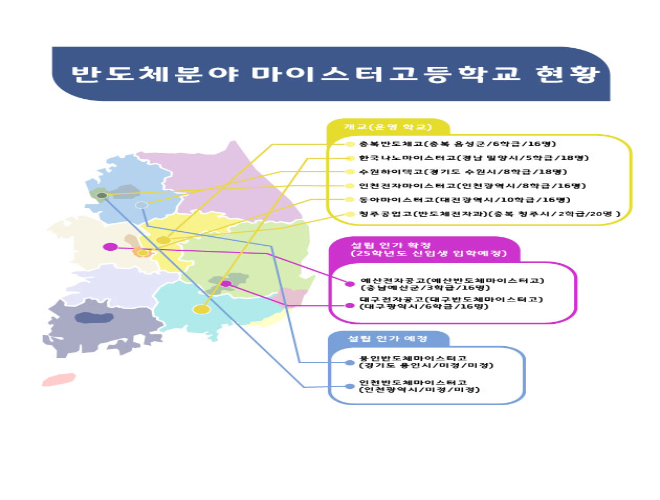 반도체분야 마이스터고등학교 현황
개교(운영 학교)
충북반도체고(충북 음성군/6학급/16명)
한국나노마이스터고(경남 밀양시/5학급/18명)
수원하이텍고(경기도 수원시/8학급/18명)
인천전자마이스터고(인천광역시/8학급/16명)
동아마이스터고(대전광역시/10학급/16명)
청주공업고(반도체전자과)(충북 청주시/2학급/20명 )
설립 인가 확정
(25학년도 신입생 입학예정)
예산전자공고(예산반도체마이스터고)
(충남예산군/3학급/16명)
대구전자공고(대구반도체마이스터고)
(대구광역시/6학급/16명)
설립 인가 예정
용인반도체마이스터고
(경기도 용인시/미정/미정)
인천반도체마이스터고
(인천광역시/미정/미정)